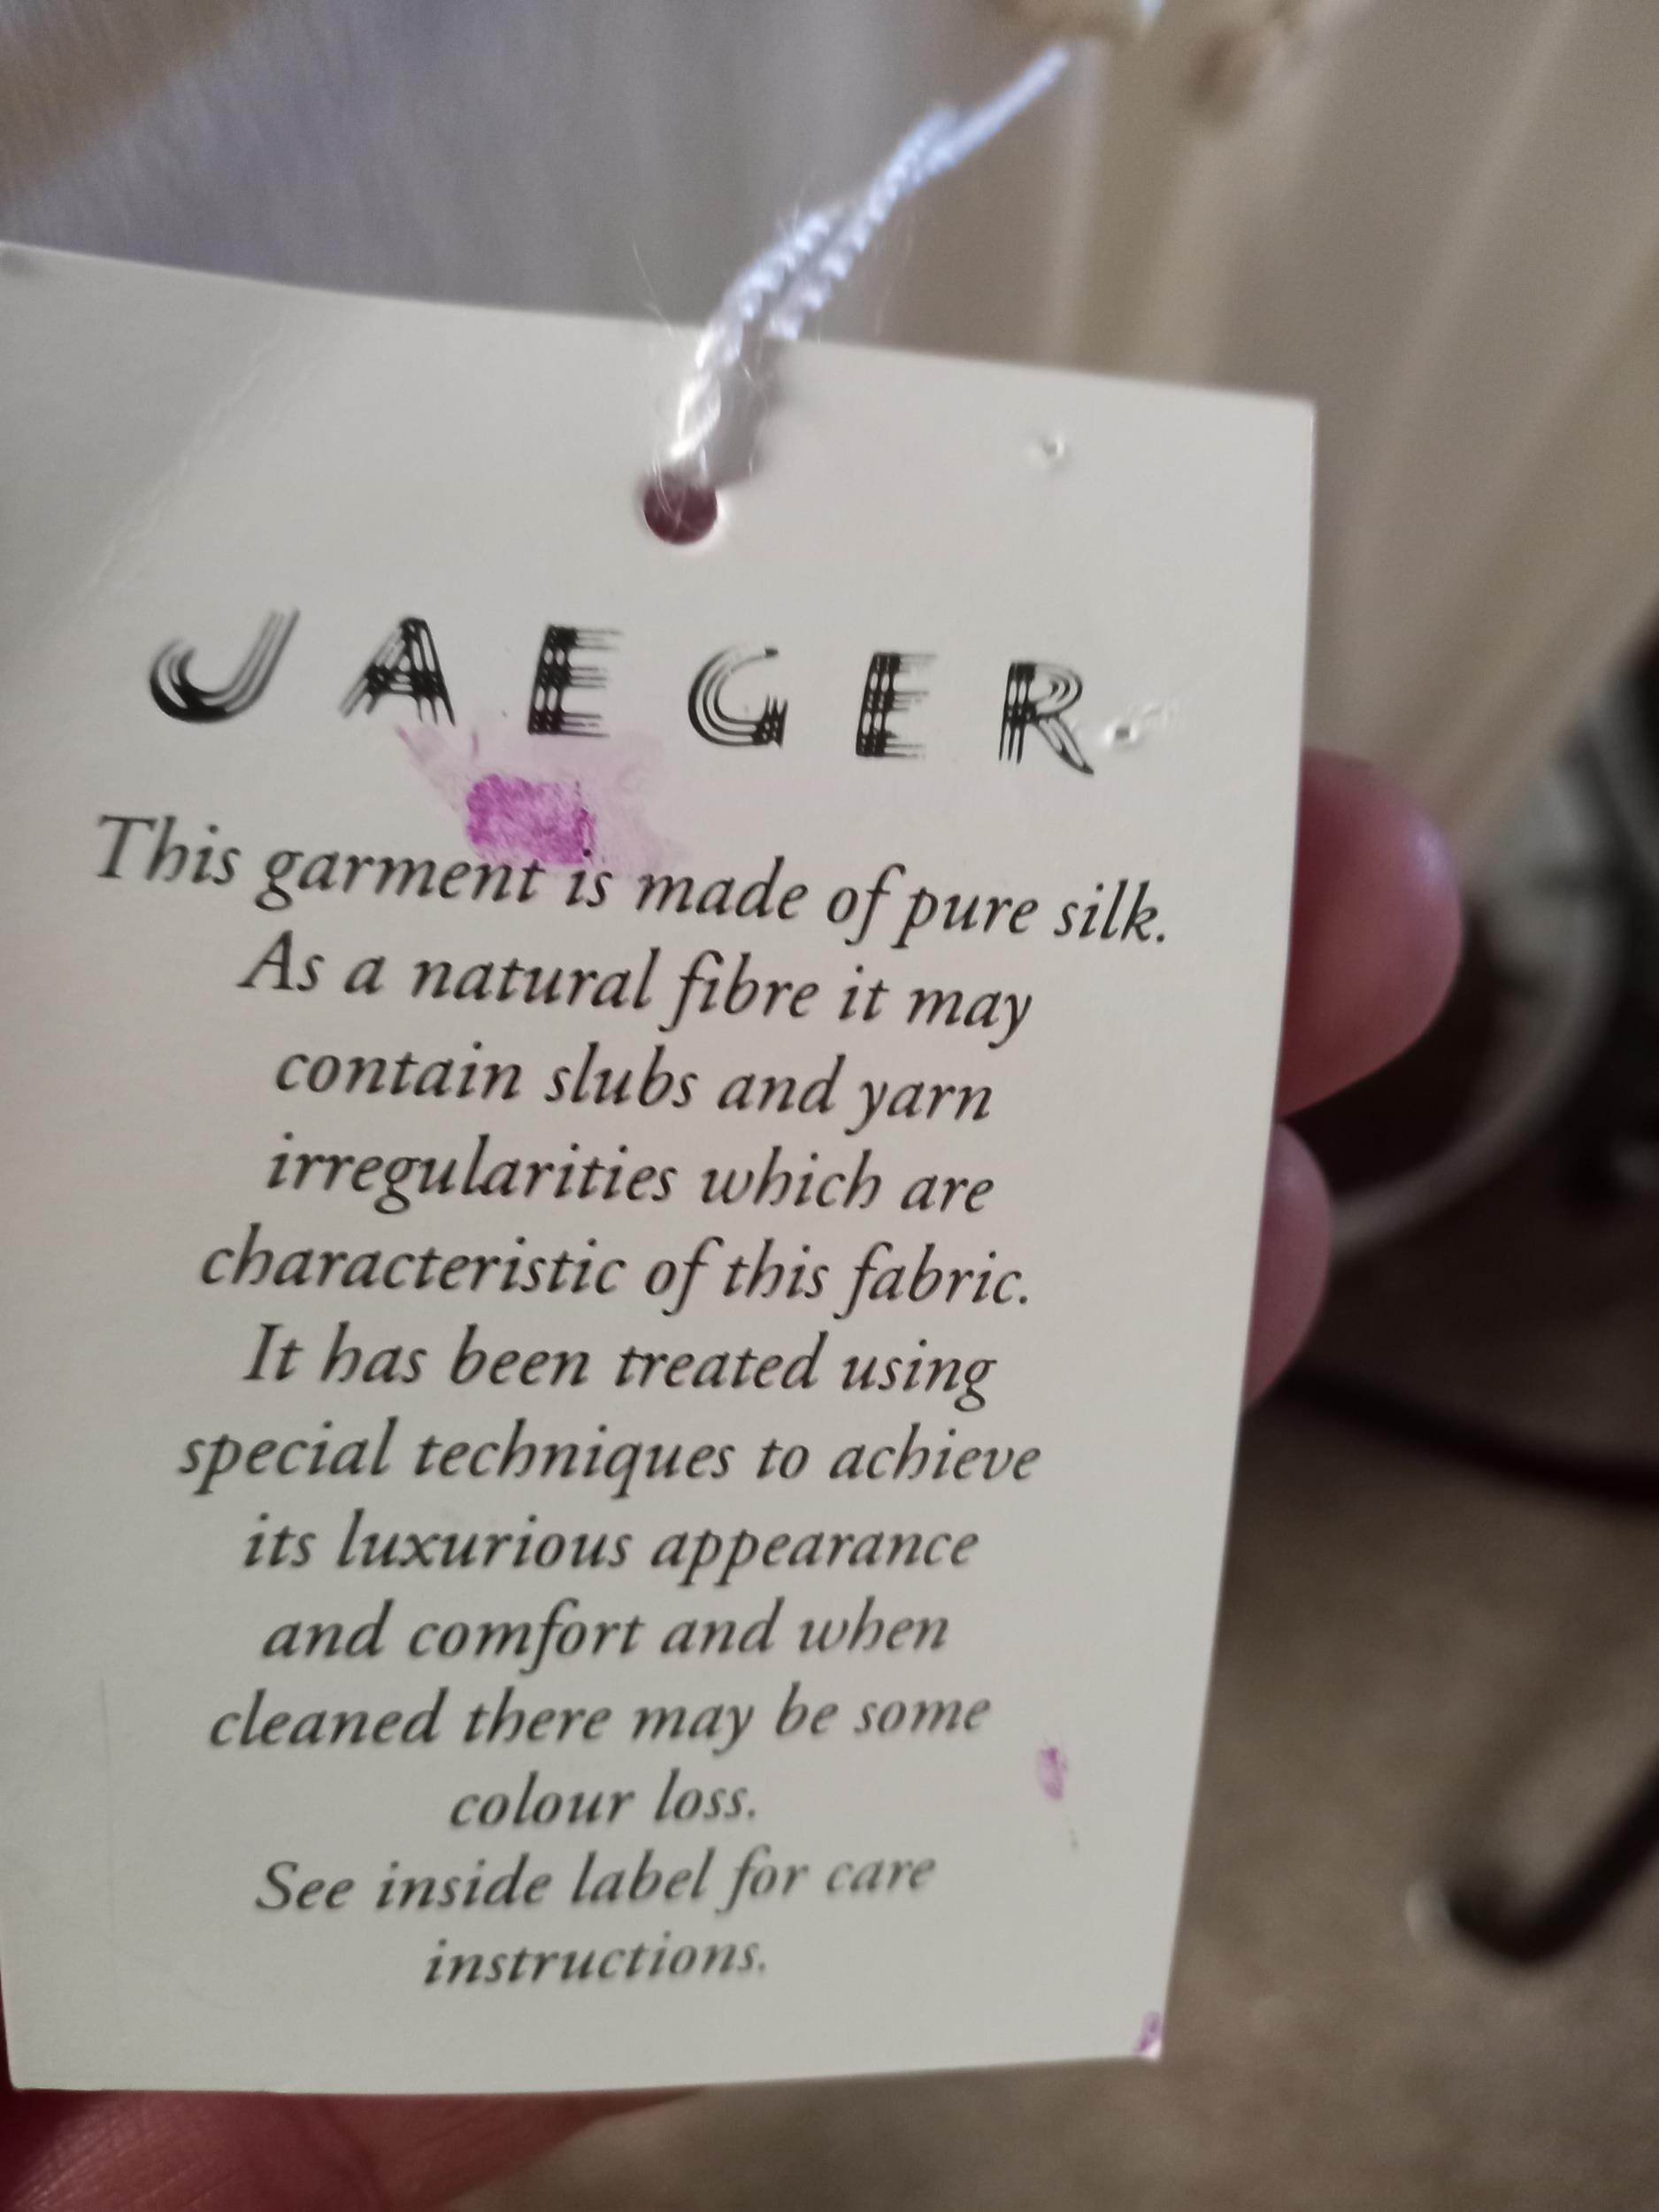 JAEGER
This garment is made of pure silk.
As a natural fibre it may
contain slubs and yarn
irregularities which are
characteristic of this fabric.
It has been treated using
special techniques to achieve
its luxurious appearance
and comfort and when
cleaned there may be some
colour loss.
See inside label for care
instructions.